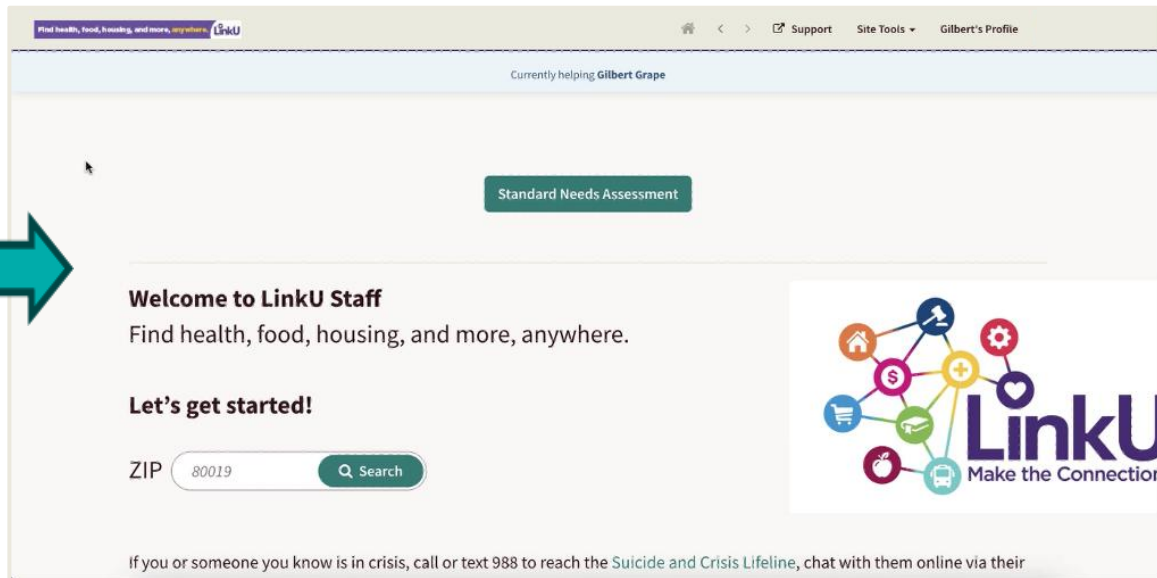 Find health, food, housing, and more, anywhere. LinkU
Support Site Tools Gilbert's Profile
Currently helping Gilbert Grape
Standard Needs Assessment
Welcome to LinkU Staff
Find health, food, housing, and more, anywhere.
Let's get started!
ZIP 80019 Search
LinkU
Make the Connection
If you or someone you know is in crisis, call or text 988 to reach the Suicide and Crisis Lifeline, chat with them online via their